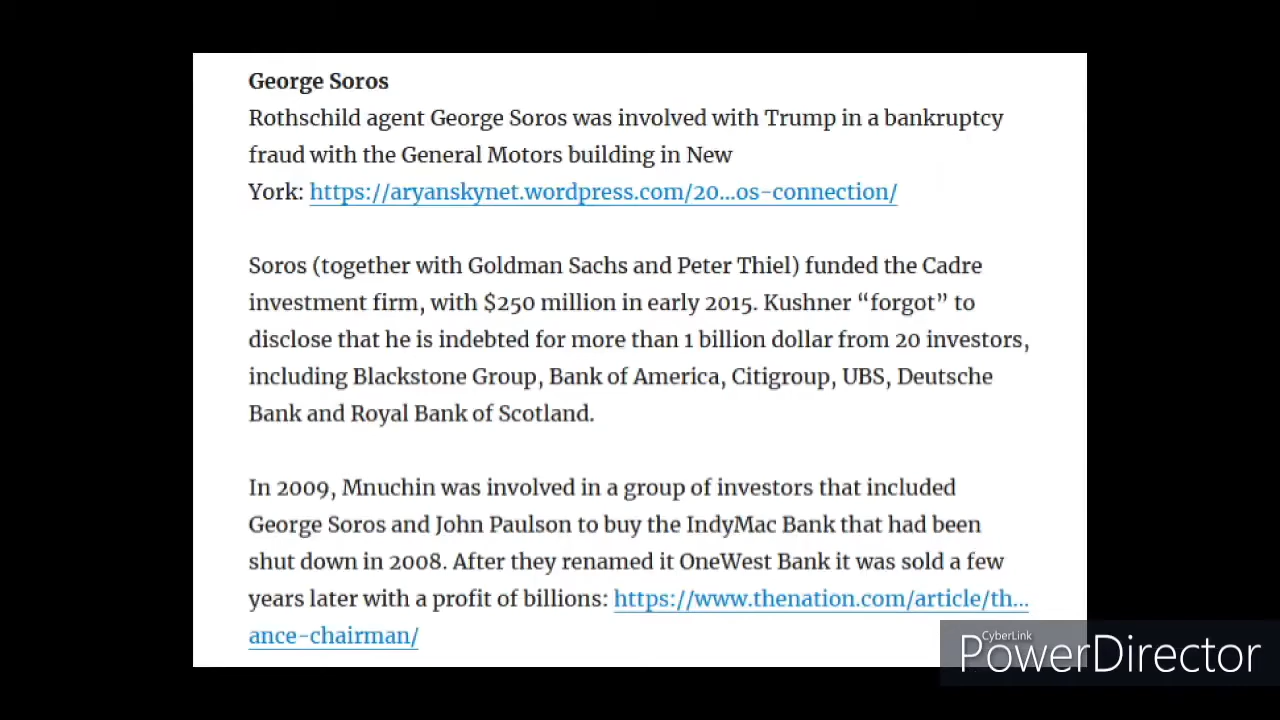 George Soros
Rothschild agent George Soros was involved with Trump in a bankruptcy
fraud with the General Motors building in New
York: https://aryanskynet.wordpress.com/20...os-connection/
Soros (together with Goldman Sachs and Peter Thiel) funded the Cadre
investment firm, with $250 million in early 2015. Kushner “forgot” to
disclose that he is indebted for more than 1 billion dollar from 20 investors,
including Blackstone Group, Bank of America, Citigroup, UBS, Deutsche
Bank and Royal Bank of Scotland.
In 2009, Mnuchin was involved in a group of investors that included
George Soros and John Paulson to buy the IndyMac Bank that had been
shut down in 2008. After they renamed it OneWest Bank it was sold a few
years later with a profit of billions: https://www.thenation.com/article/th...
ance-chairman/
CyberLink
PowerDirector